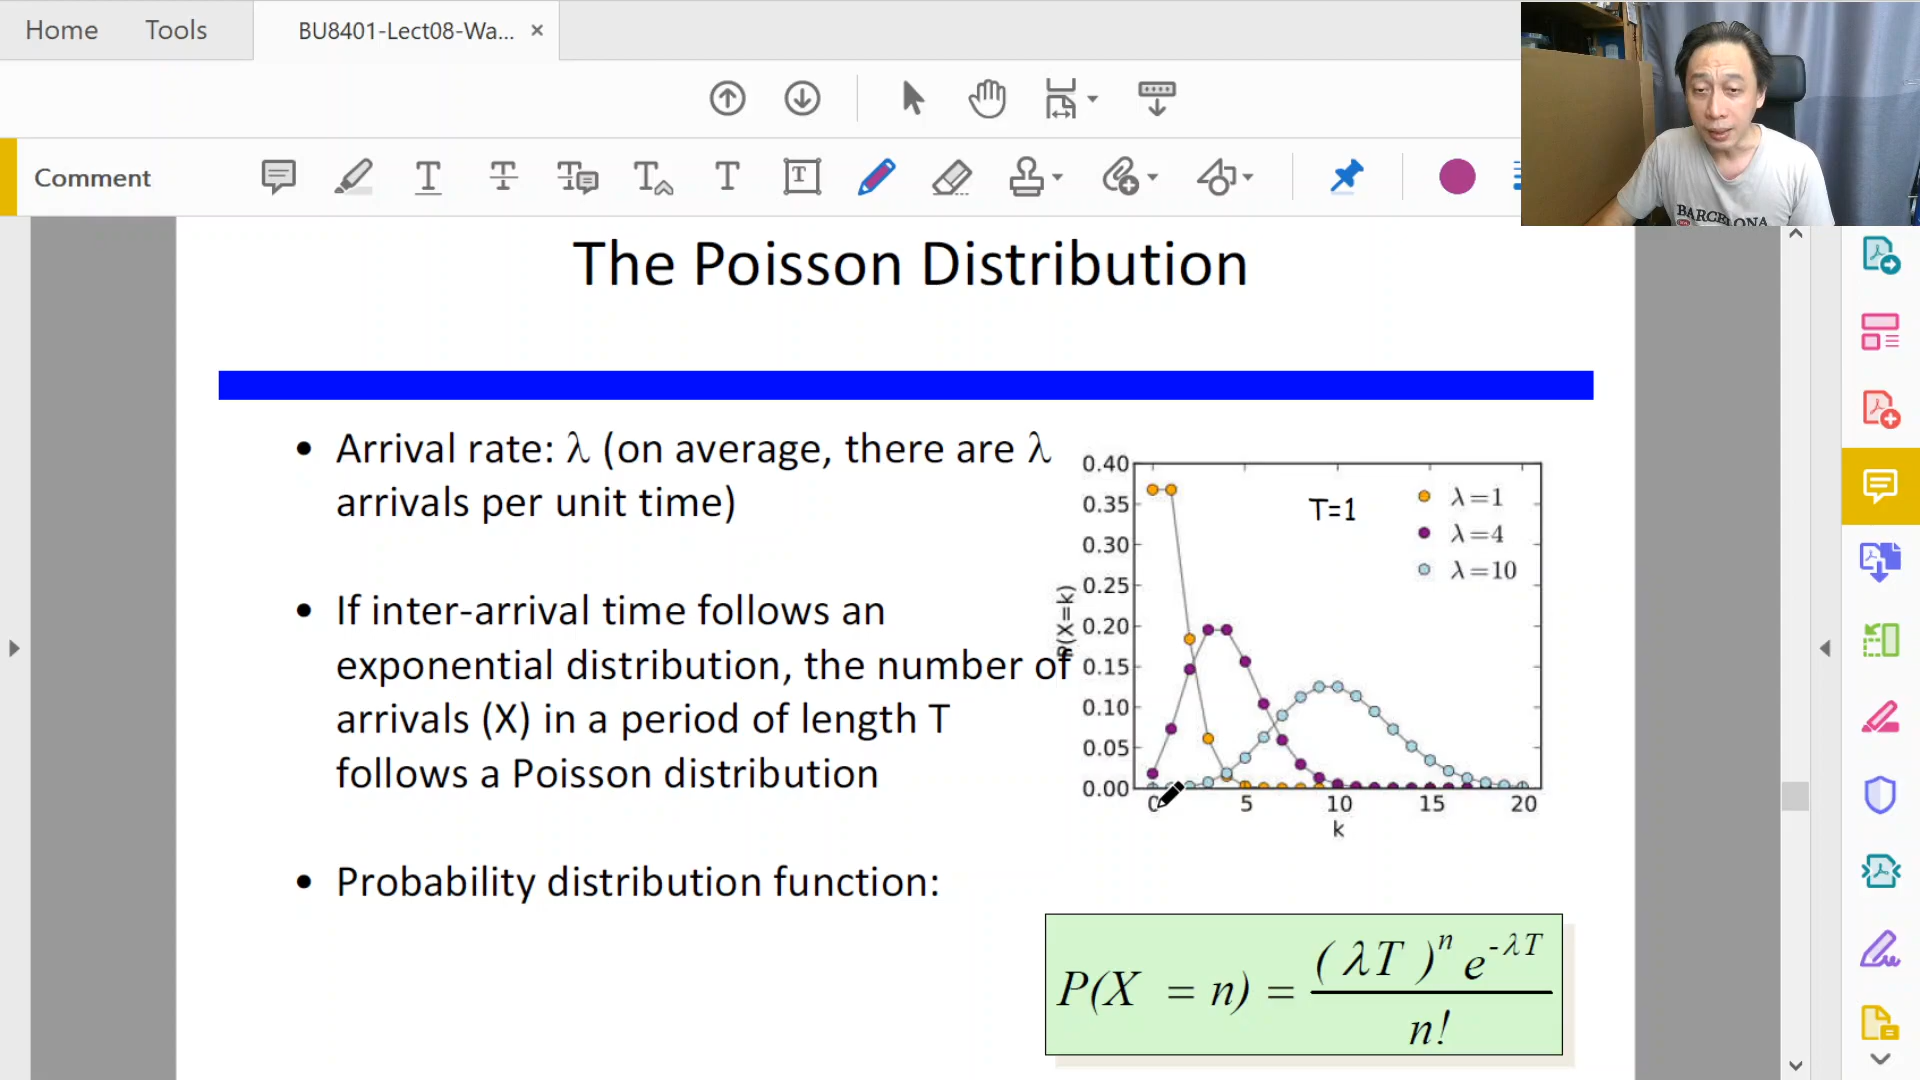 Home
Tools
BU8401-Lect08-Wa...
Comment
BARCELONA
The Poisson Distribution
• Arrival rate: λ (on average, there are λ
arrivals per unit time)
• If inter-arrival time follows an
exponential distribution, the number of
arrivals (X) in a period of length T
follows a Poisson distribution
• Probability distribution function:
0.40
0.35
0.30
0.25
0.20
0.15
0.10
0.05
0.00
P(X=k)
T=1
λ=1
λ=4
λ=10
0 5 10 15 20
k
P(X = n) = (λT)^n e^-λT / n!